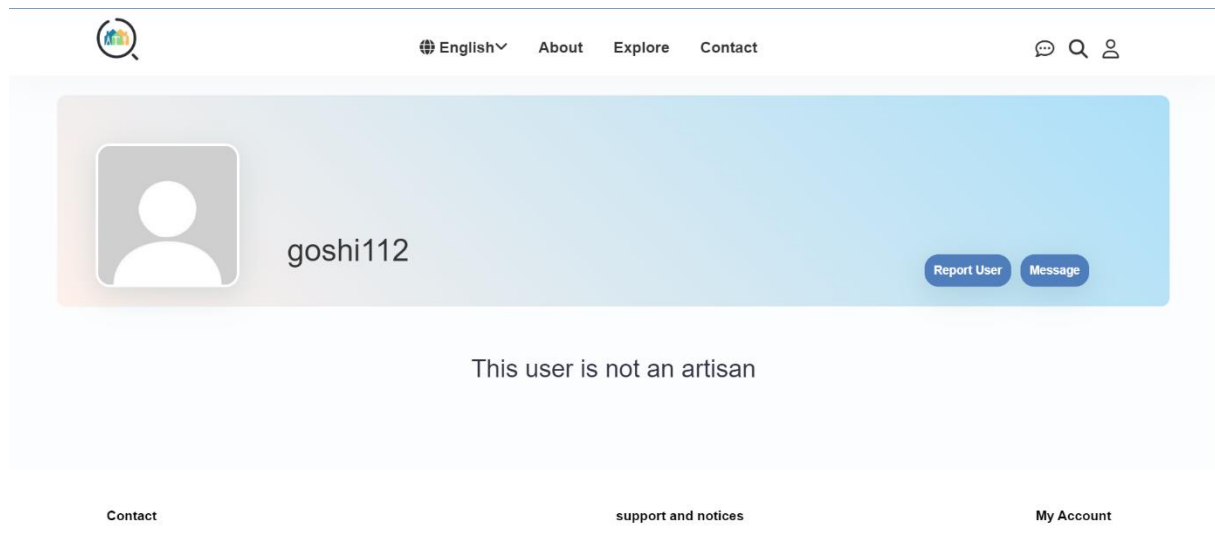 English About Explore Contact
goshi112
Report User Message
This user is not an artisan
Contact support and notices My Account